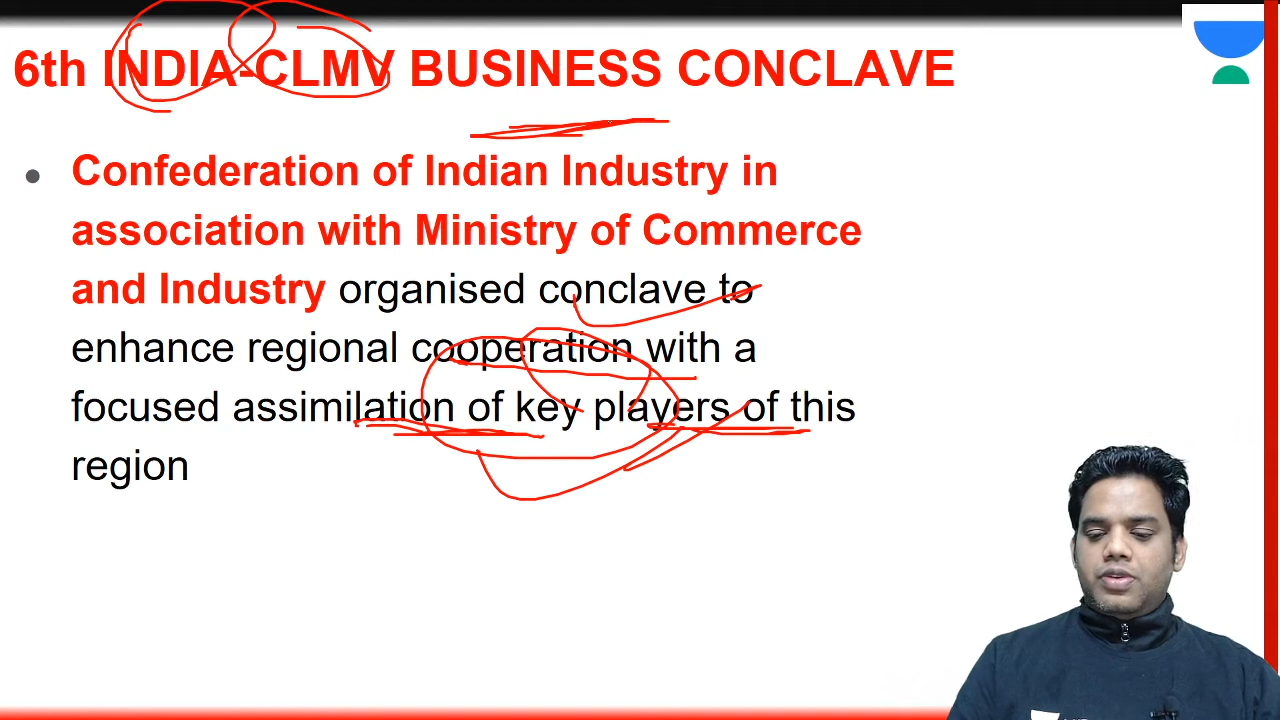 6th INDIA-CLMV BUSINESS CONCLAVE
Confederation of Indian Industry in
association with Ministry of Commerce
and Industry organised conclave to
enhance regional cooperation with a
focused assimilation of key players of this
region